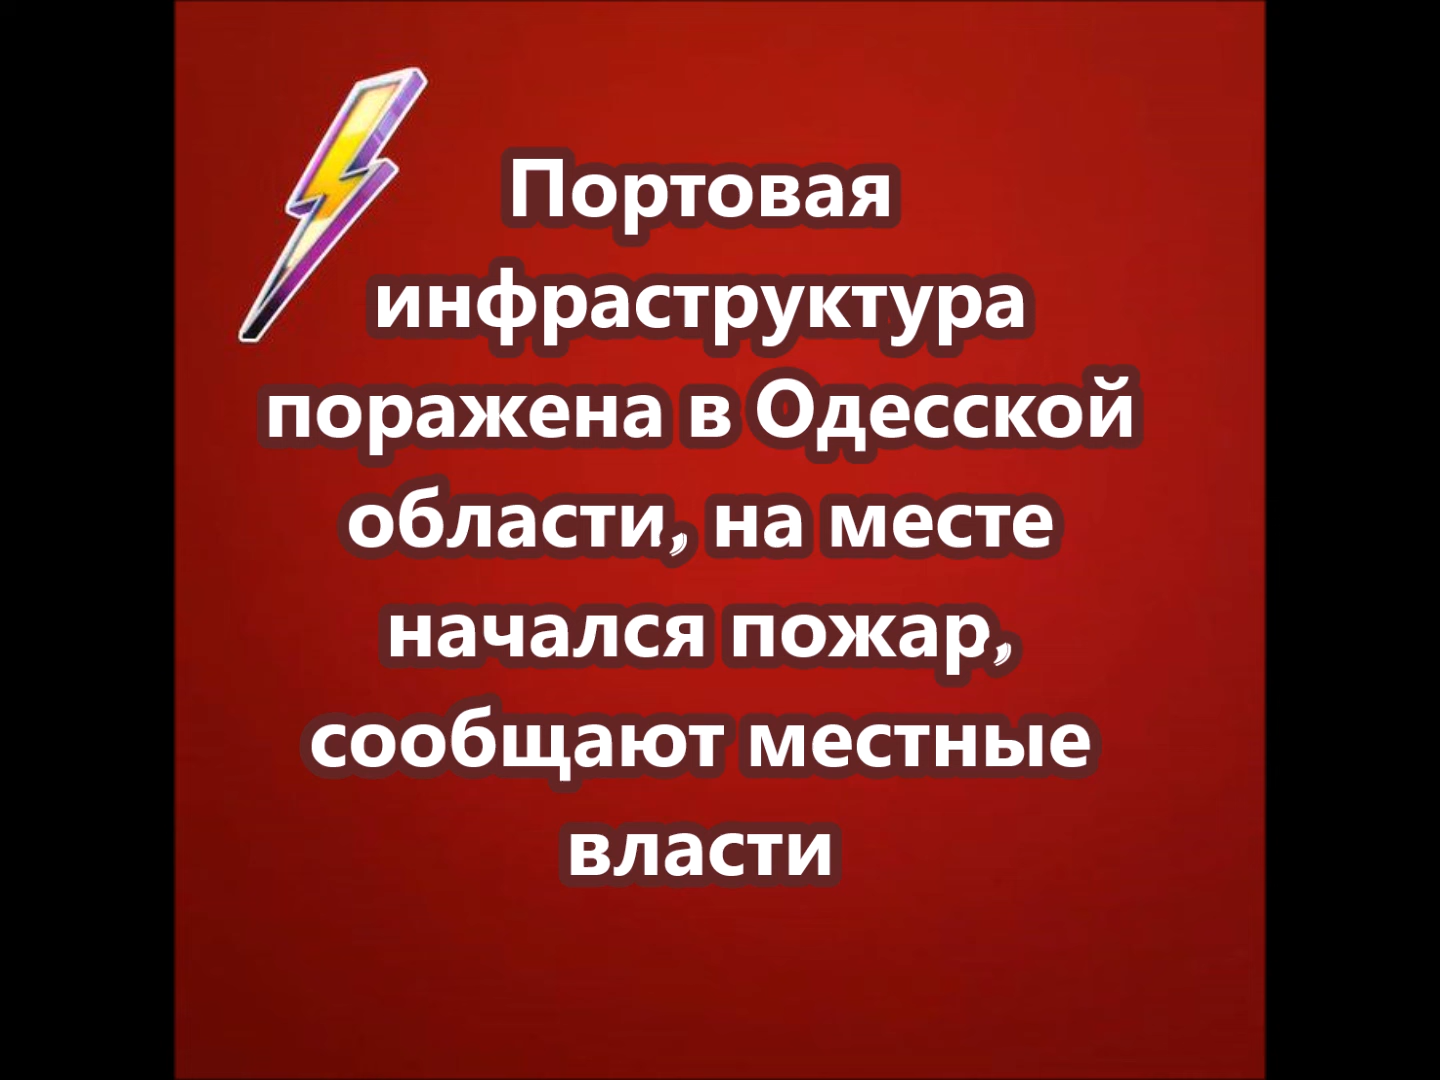 Портовая
инфраструктура
поражена в Одесской
области, на месте
начался пожар,
сообщают местные
власти